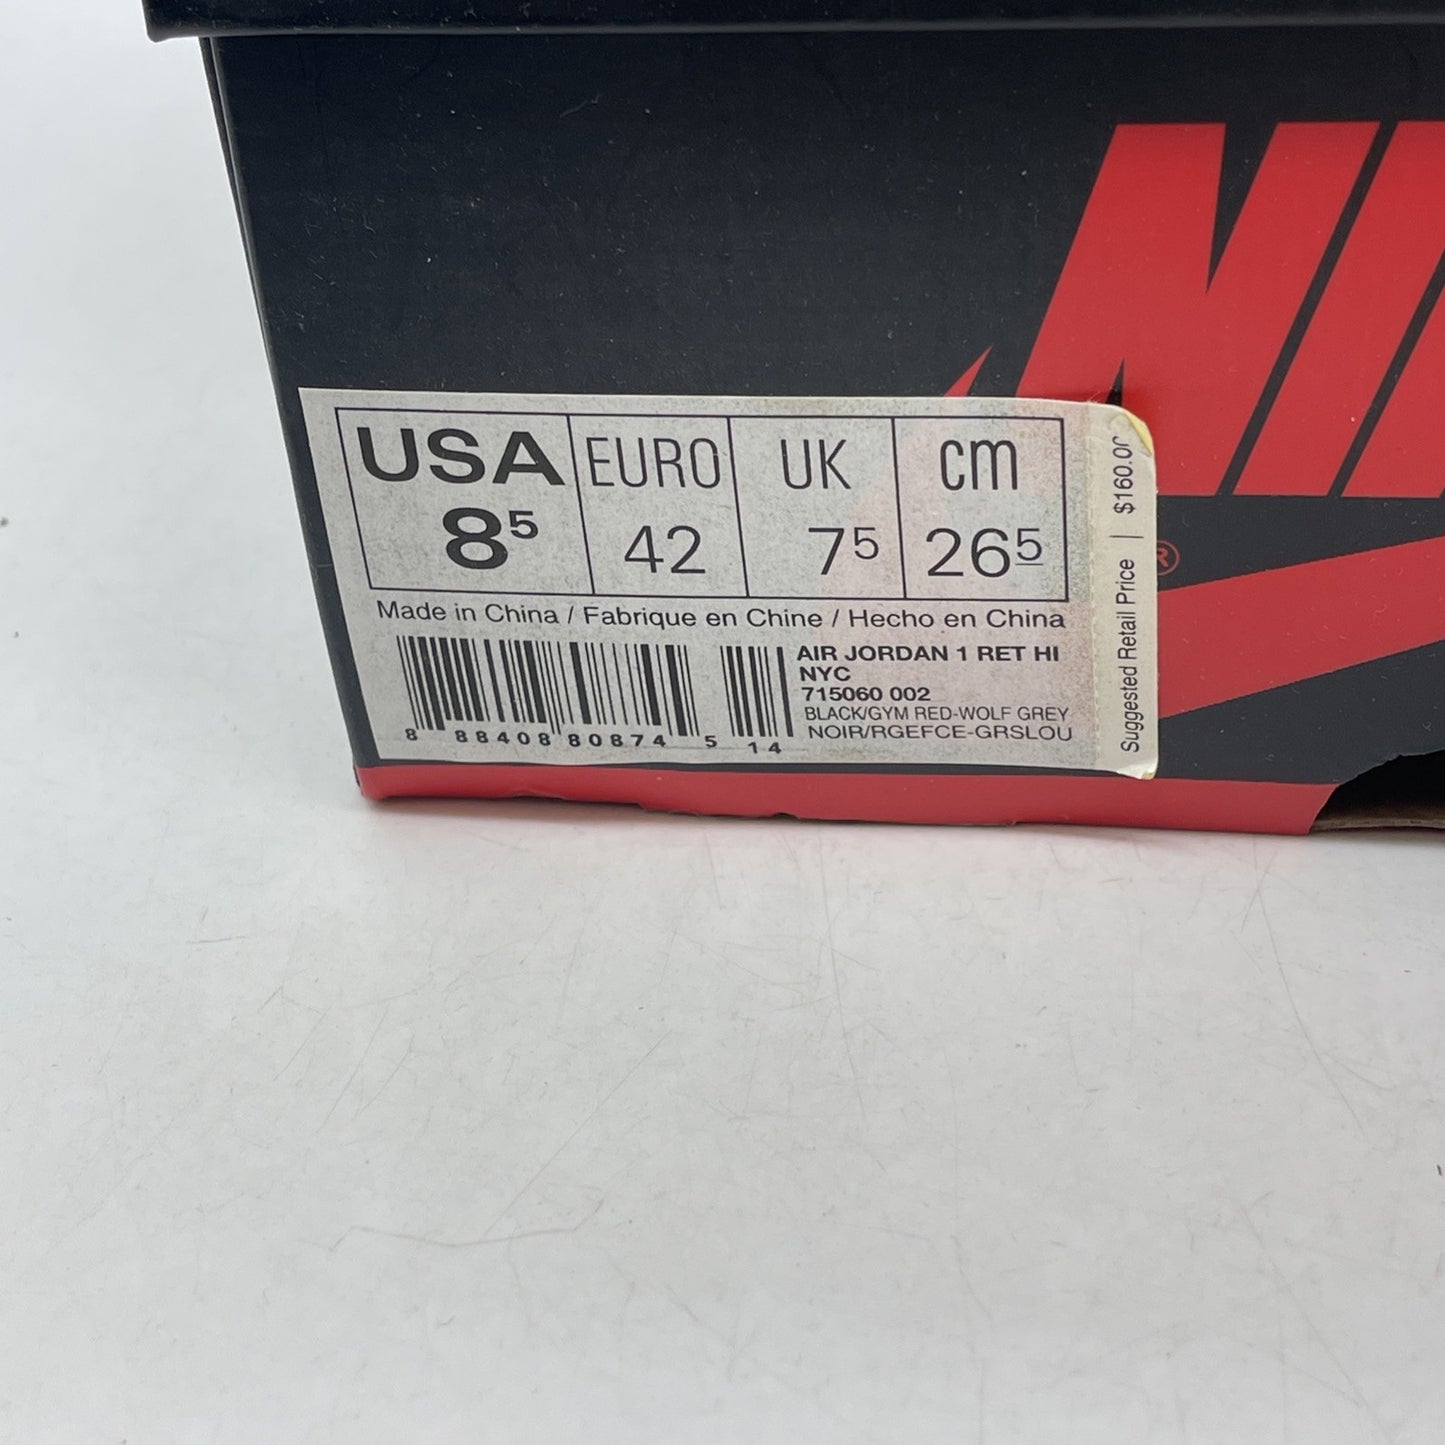 NI
®
USA EURO UK cm
8⁵ 42 7⁵ 26⁵
Made in China / Fabrique en Chine / Hecho en China
AIR JORDAN 1 RET HI
NYC
715060 002
BLACK/GYM RED-WOLF GREY
NOIR/RGEFCE-GRSLOU
8 88408 80874 5 14
Suggested Retail Price | $160.00